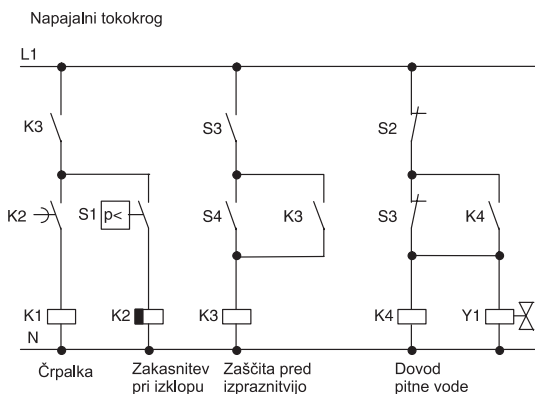 Napajalni tokokrog
L1
K3
S3
S2
K2
S1
p<
S4
K3
S3
K4
K1
K2
K3
K4
Y1
N
Črpalka
Zakasnitev
pri izklopu
Zaščita pred
izpraznitvijo
Dovod
pitne vode